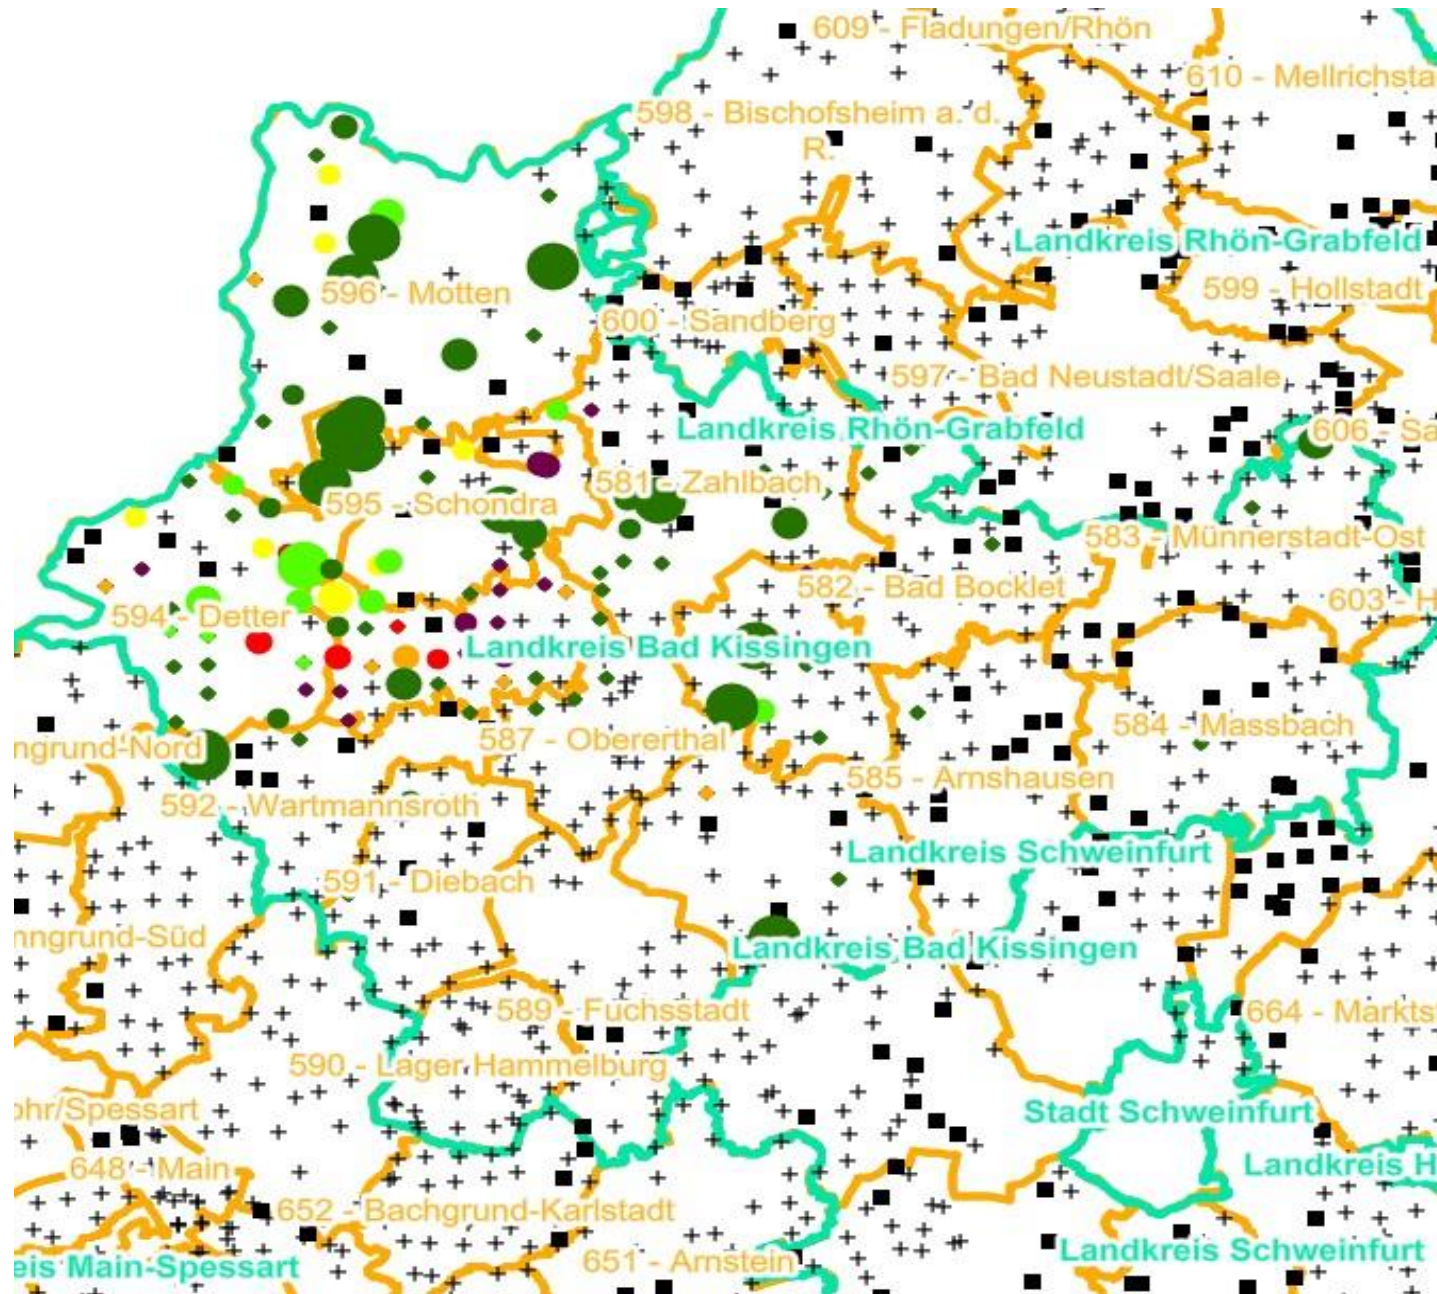 609 - Fladungen/Rhön
610 - Mellrichsta
598 - Bischofsheim a. d.
R.
Landkreis Rhön-Grabfeld
596 - Motten
599 - Hollstadt
600 - Sandberg
597 - Bad Neustadt/Saale
Landkreis Rhön-Grabfeld
606 - Sa
581 - Zahlbach
595 - Schondra
583 - Münnerstadt-Ost
582 - Bad Bocklet
603 - H
594 - Detter
Landkreis Bad Kissingen
584 - Massbach
587 - Obererthal
ngrund-Nord
585 - Arnshausen
592 - Wartmannsroth
Landkreis Schweinfurt
591 - Diebach
nngrund-Süd
Landkreis Bad Kissingen
589 - Fuchsstadt
664 - Markts
590 - Lager Hammelburg
ohr/Spessart
Stadt Schweinfurt
648 - Main
Landkreis H
652 - Bachgrund-Karlstadt
Landkreis Schweinfurt
651 - Arnstein
eis Main-Spessart